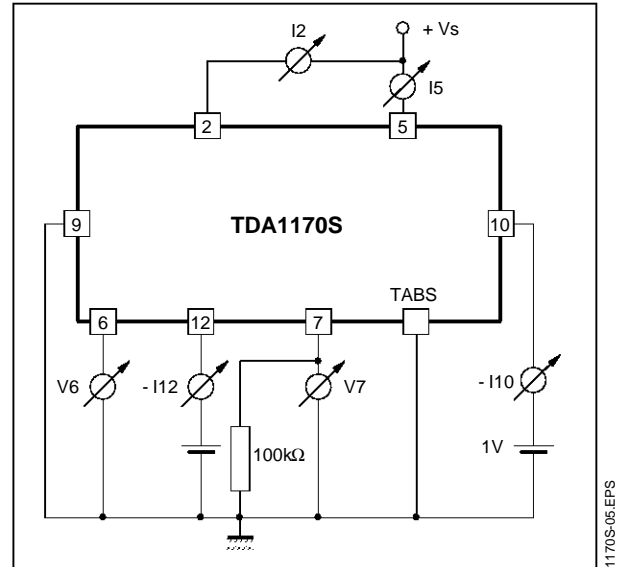 I2
+ Vs
I5
2
5
9
TDA1170S
10
TABS
6
12
7
V6
- I12
V7
- I10
100kΩ
1V
1170S-05.EPS